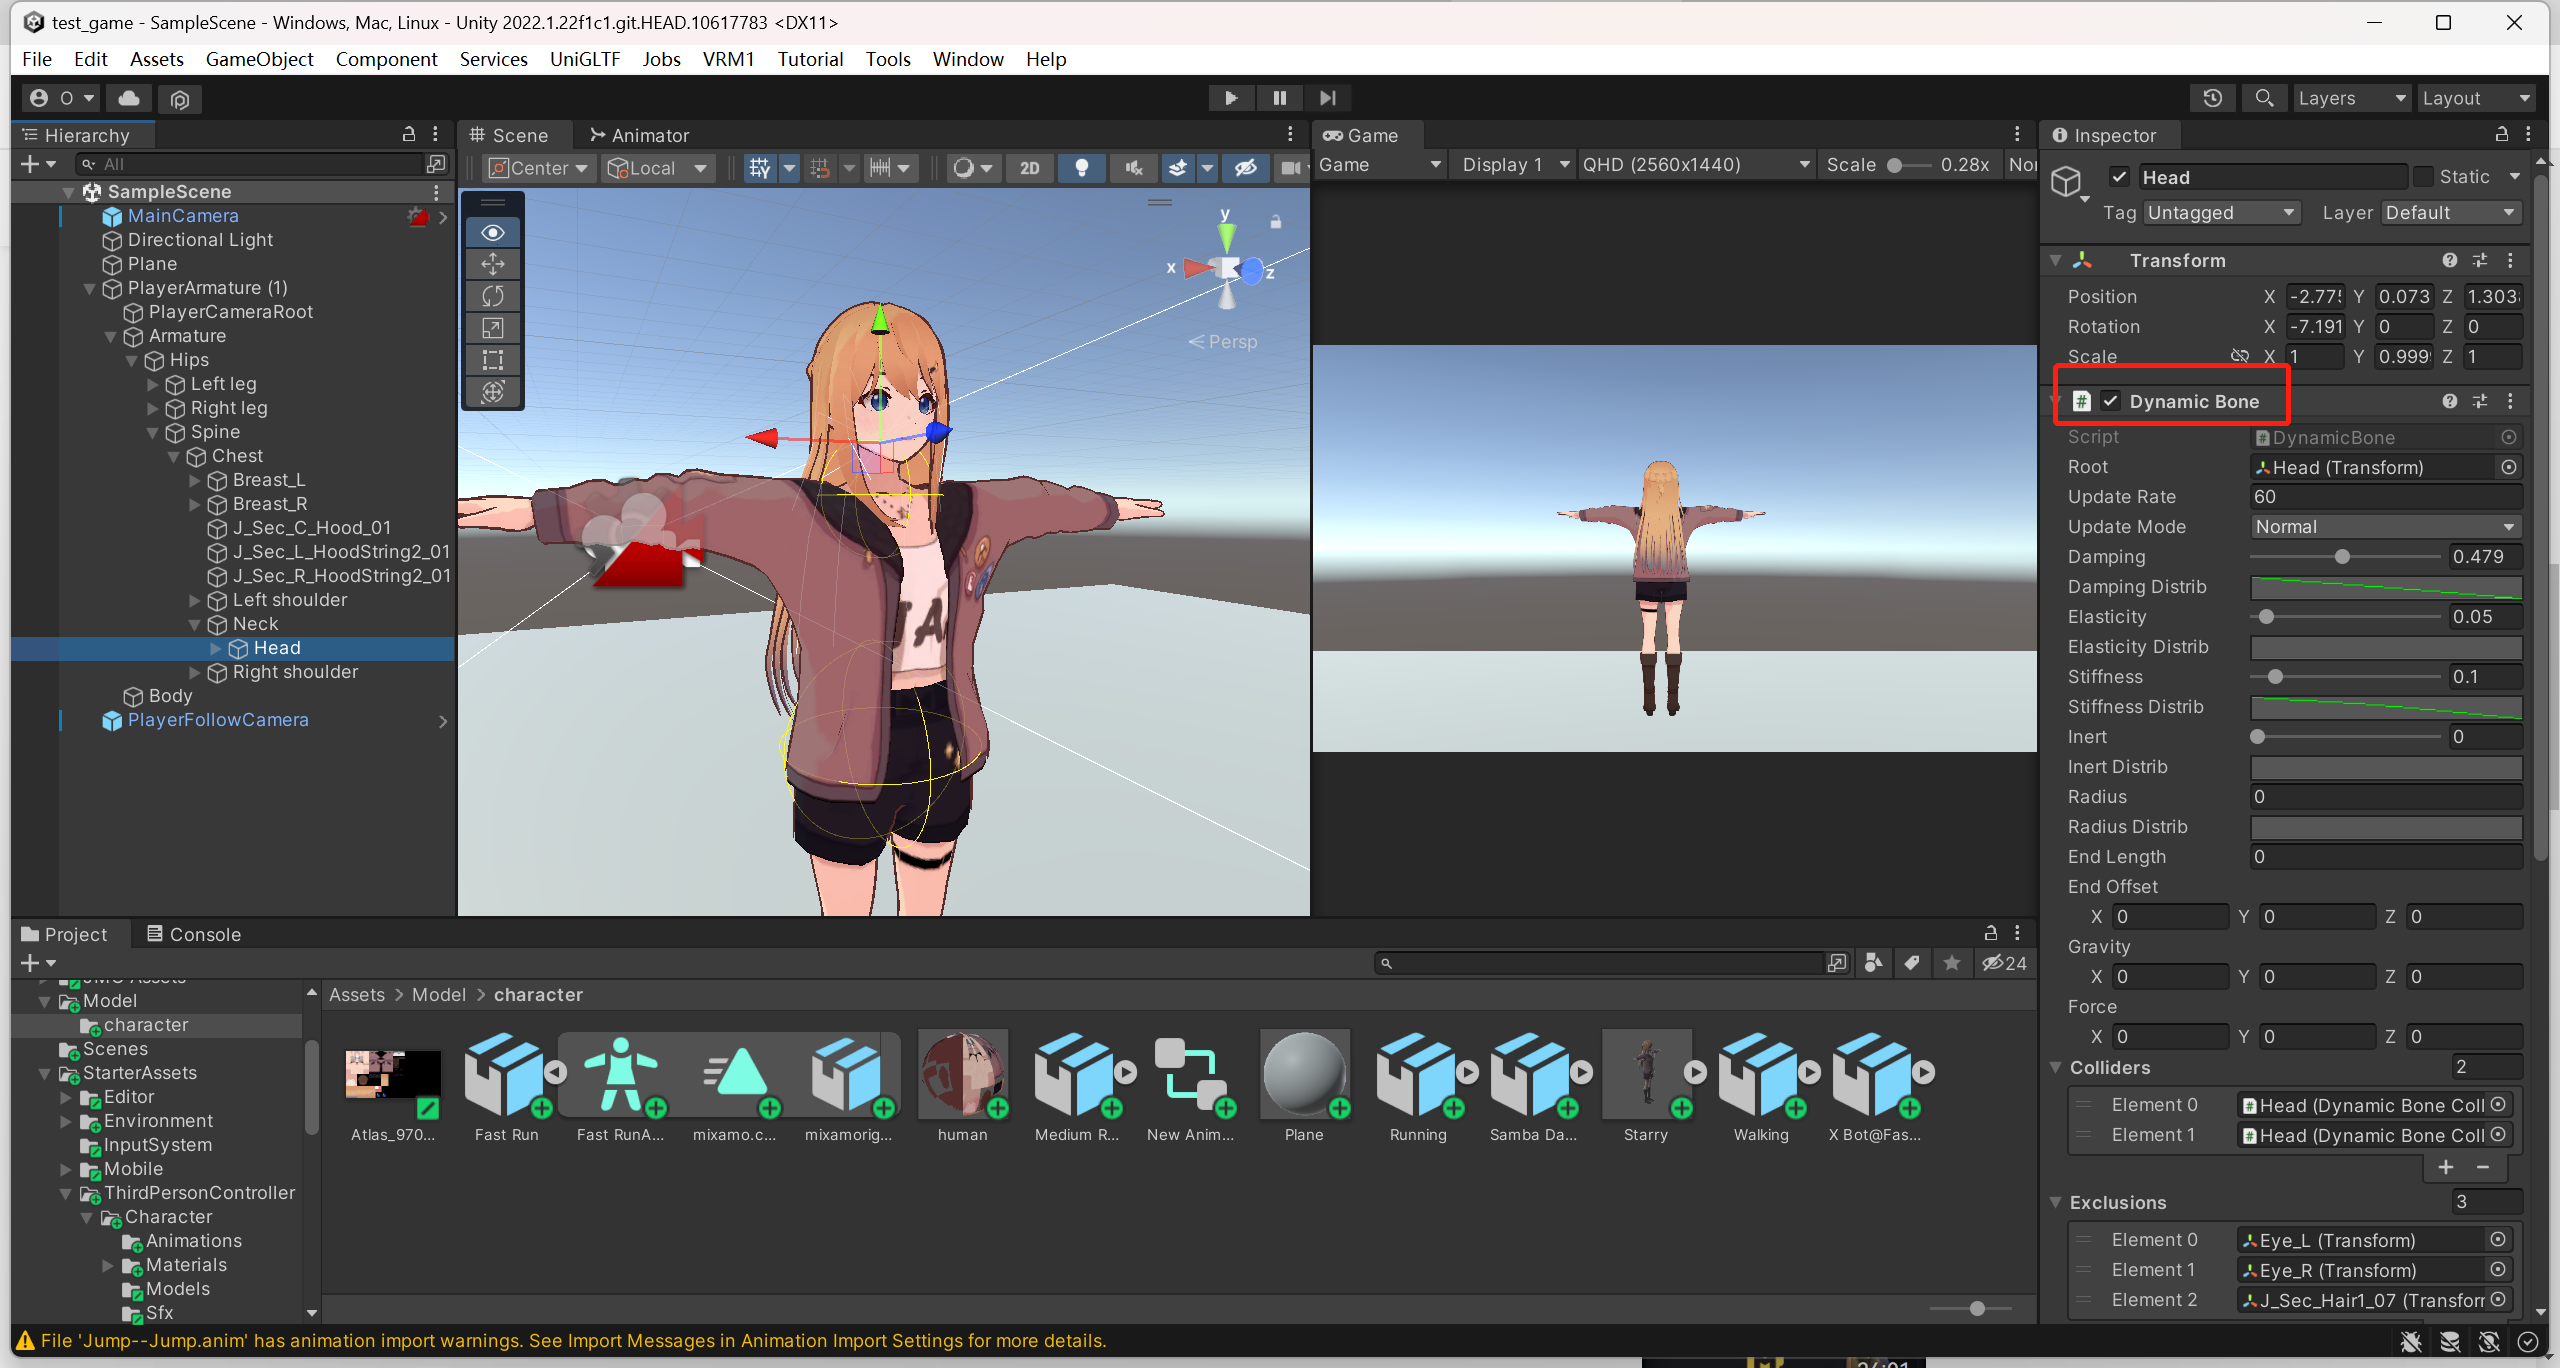 test_game - SampleScene - Windows, Mac, Linux - Unity 2022.1.22f1c1.git.HEAD.10617783 <DX11>
File Edit Assets GameObject Component Services UniGLTF Jobs VRM1 Tutorial Tools Window Help
O Layers Layout
Hierarchy
All
SampleScene
MainCamera
Directional Light
Plane
PlayerArmature (1)
PlayerCameraRoot
Armature
Hips
Left leg
Right leg
Spine
Chest
Breast_L
Breast_R
J_Sec_C_Hood_01
J_Sec_L_HoodString2_01
J_Sec_R_HoodString2_01
Left shoulder
Neck
Head
Right shoulder
Body
PlayerFollowCamera
Scene Animator
Center Local 2D
y
x z
Persp
Game
Game Display 1 QHD (2560x1440) Scale 0.28x
Inspector
Head Static
Tag Untagged Layer Default
Transform
Position X -2.775 Y 0.073 Z 1.303
Rotation X -7.191 Y 0 Z 0
Scale X 1 Y 0.999 Z 1
Dynamic Bone
Script DynamicBone
Root Head (Transform)
Update Rate 60
Update Mode Normal
Damping 0.479
Damping Distrib
Elasticity 0.05
Elasticity Distrib
Stiffness 0.1
Stiffness Distrib
Inert 0
Inert Distrib
Radius 0
Radius Distrib
End Length 0
End Offset
X 0 Y 0 Z 0
Gravity
X 0 Y 0 Z 0
Force
X 0 Y 0 Z 0
Colliders 2
Element 0 Head (Dynamic Bone Coll
Element 1 Head (Dynamic Bone Coll
Exclusions 3
Element 0 Eye_L (Transform)
Element 1 Eye_R (Transform)
Element 2 J_Sec_Hair1_07 (Transfor
Project Console
24
Model
character
Scenes
StarterAssets
Editor
Environment
InputSystem
Mobile
ThirdPersonController
Character
Animations
Materials
Models
Sfx
Assets > Model > character
Atlas_970... Fast Run Fast RunA... mixamo.c... mixamorig... human Medium R... New Anim... Plane Running Samba Da... Starry Walking X Bot@Fas...
File 'Jump--Jump.anim' has animation import warnings. See Import Messages in Animation Import Settings for more details.